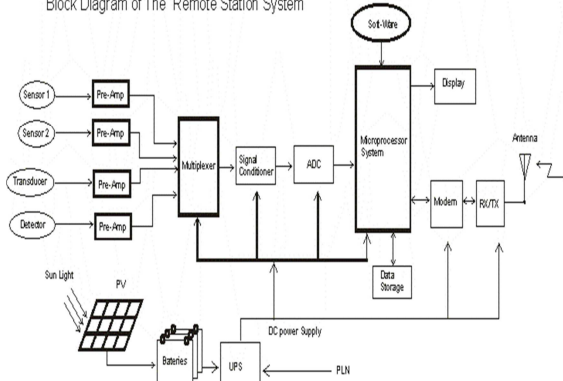 Block Diagram of The Remote Station System
Soft-Ware
Sensor 1
Pre-Amp
Display
Sensor 2
Pre-Amp
Multiplexer
Signal
Conditioner
ADC
Microprocessor
System
Antenna
Transducer
Pre-Amp
Modem
RX/TX
Detector
Pre-Amp
Data
Storage
Sun Light
PV
DC power Supply
Bateries
UPS
PLN